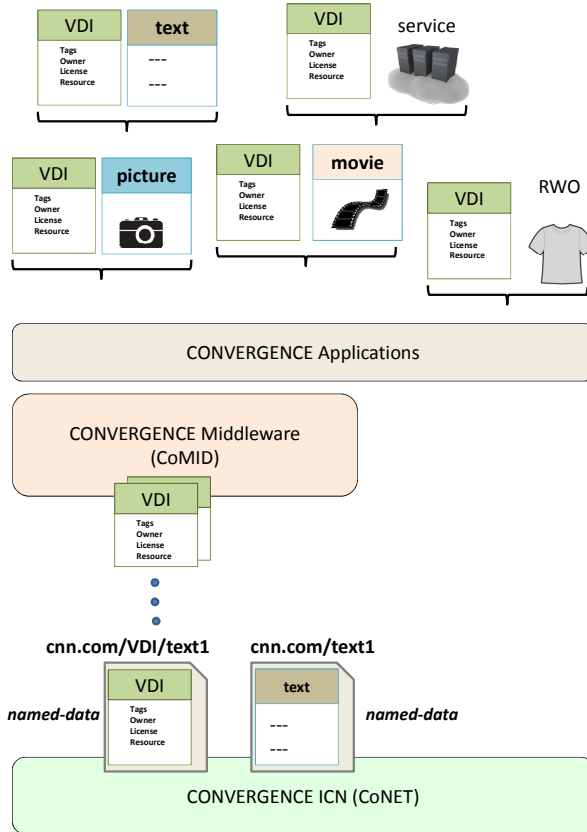 VDI
Tags
Owner
License
Resource
text
---
---
VDI
Tags
Owner
License
Resource
service
VDI
Tags
Owner
License
Resource
picture
VDI
Tags
Owner
License
Resource
movie
VDI
Tags
Owner
License
Resource
RWO
CONVERGENCE Applications
CONVERGENCE Middleware
(CoMID)
VDI
Tags
Owner
License
Resource
cnn.com/VDI/text1
cnn.com/text1
named-data
VDI
Tags
Owner
License
Resource
text
---
---
named-data
CONVERGENCE ICN (CoNET)